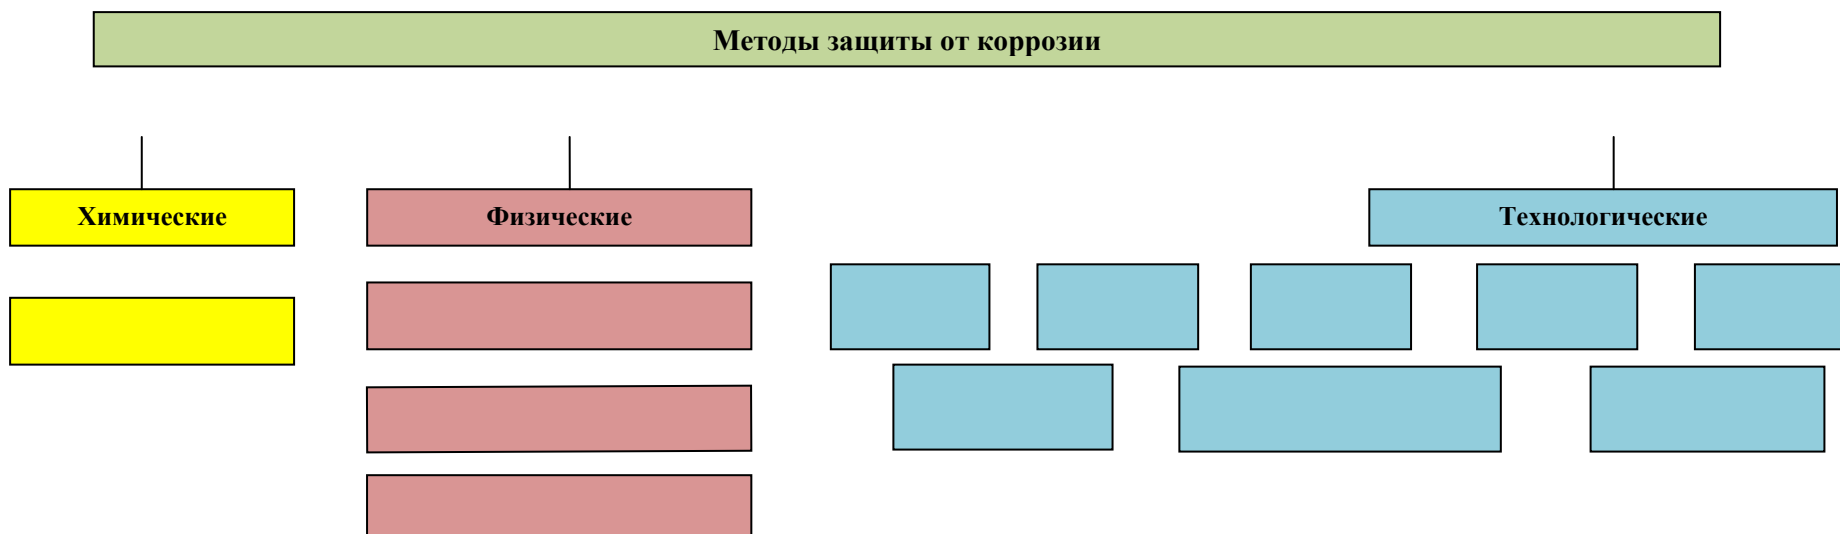 Методы защиты от коррозии
Химические
Физические
Технологические